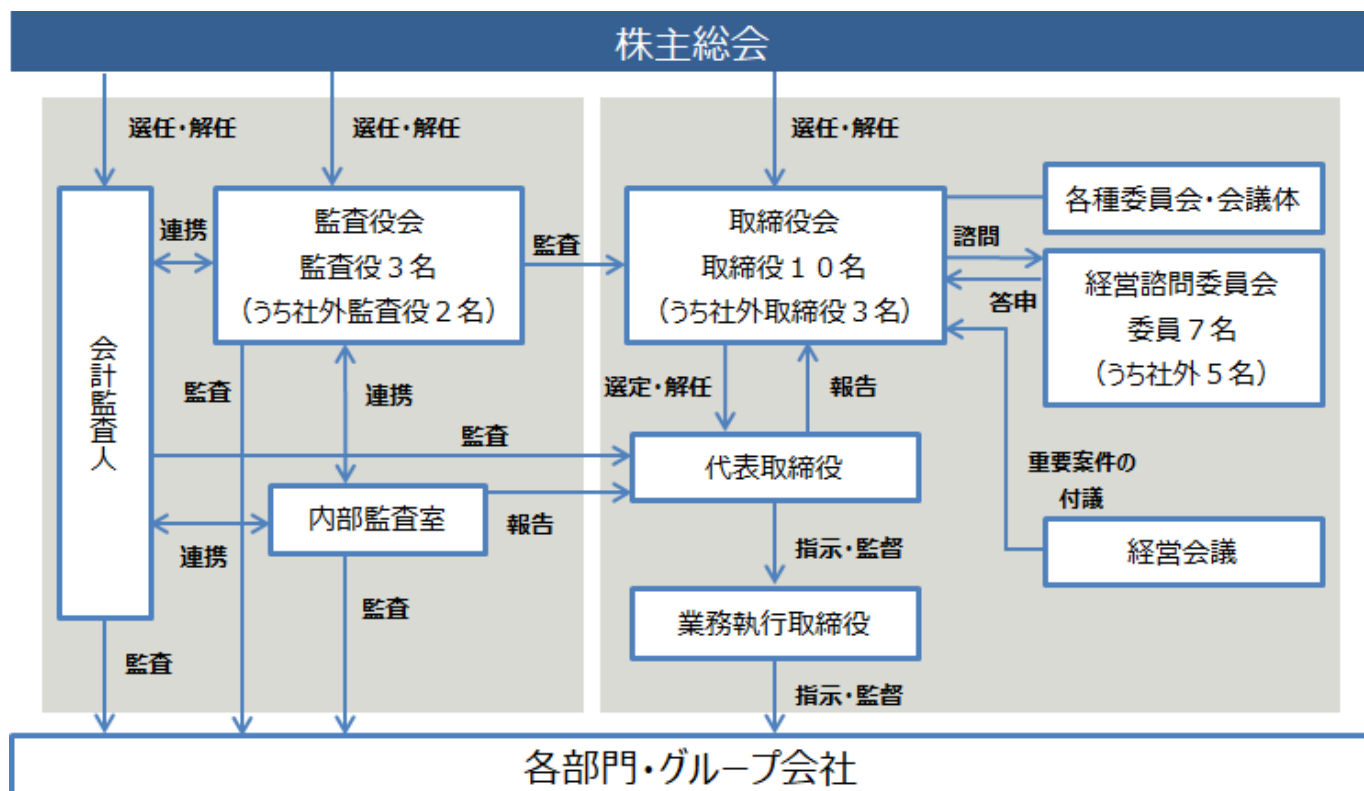 株主総会
選任・解任
選任・解任
選任・解任
会計監査人
連携
監査役会
監査役３名
（うち社外監査役２名）
監査
取締役会
取締役１０名
（うち社外取締役３名）
各種委員会・会議体
諮問
答申
経営諮問委員会
委員７名
（うち社外５名）
監査
連携
選定・解任
報告
監査
代表取締役
重要案件の
付議
内部監査室
報告
連携
指示・監督
経営会議
監査
業務執行取締役
監査
指示・監督
各部門・グループ会社